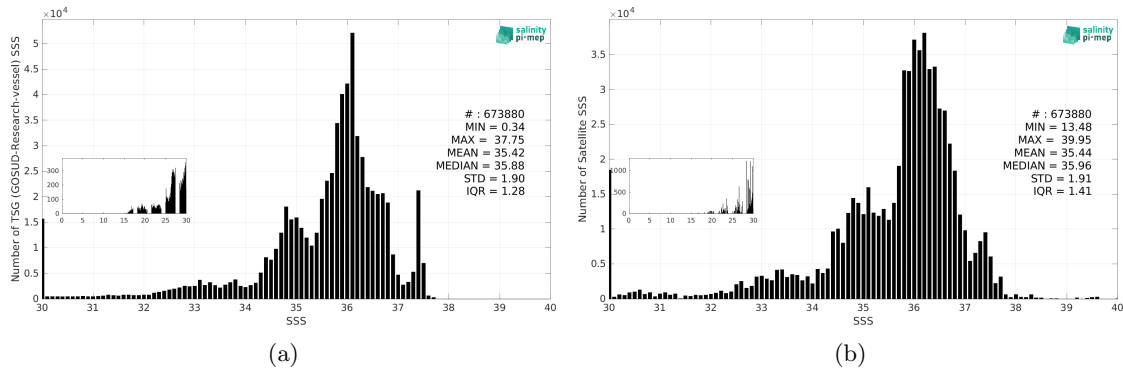 ×10⁴
salinity
pi-mep
5
4.5
4
3.5
3
2.5
2
1.5
1
0.5
0
Number of TSG (GOSUD-Research-vessel) SSS
# : 673880
MIN = 0.34
MAX = 37.75
MEAN = 35.42
MEDIAN = 35.88
STD = 1.90
IQR = 1.28
300
200
100
0
0 5 10 15 20 25 30
30 31 32 33 34 35 36 37 38 39 40
SSS
(a)
×10⁴
salinity
pi-mep
3.5
3
2.5
2
1.5
1
0.5
0
Number of Satellite SSS
# : 673880
MIN = 13.48
MAX = 39.95
MEAN = 35.44
MEDIAN = 35.96
STD = 1.91
IQR = 1.41
1000
500
0
0 5 10 15 20 25 30
30 31 32 33 34 35 36 37 38 39 40
SSS
(b)